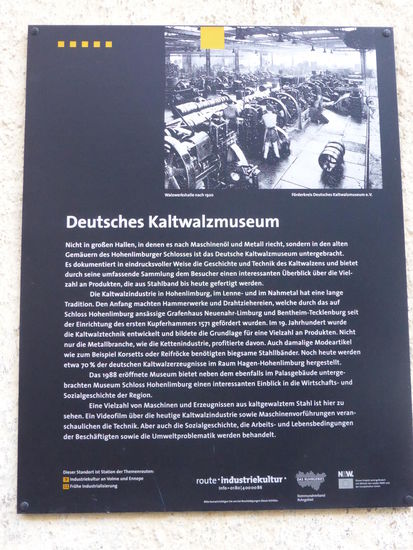 Walzwerkshalle nach 1920
Förderkreis Deutsches Kaltwalzmuseum e.V.
Deutsches Kaltwalzmuseum
Nicht in großen Hallen, in denen es nach Maschinenöl und Metall riecht, sondern in den alten
Gemäuern des Hohenlimburger Schlosses ist das Deutsche Kaltwalzmuseum untergebracht.
Es dokumentiert in eindrucksvoller Weise die Geschichte und Technik des Kaltwalzens und bietet
durch seine umfassende Sammlung dem Besucher einen interessanten Überblick über die Viel-
zahl an Produkten, die aus Stahlband bis heute gefertigt werden.
Die Kaltwalzindustrie in Hohenlimburg, im Lenne- und im Nahmetal hat eine lange
Tradition. Den Anfang machten Hammerwerke und Drahtziehereien, welche durch das auf
Schloss Hohenlimburg ansässige Grafenhaus Neuenahr-Limburg und Bentheim-Tecklenburg seit
der Einrichtung des ersten Kupferhammers 1571 gefördert wurden. Im 19. Jahrhundert wurde
die Kaltwalztechnik entwickelt und bildete die Grundlage für eine Vielzahl an Produkten. Nicht
nur die Metallbranche, wie die Kettenindustrie, profitierte davon. Auch damalige Modeartikel
wie zum Beispiel Korsetts oder Reifröcke benötigten biegsame Stahlbänder. Noch heute werden
etwa 70 % der deutschen Kaltwalzerzeugnisse im Raum Hagen-Hohenlimburg hergestellt.
Das 1988 eröffnete Museum bietet neben dem ebenfalls im Palasgebäude unterge-
brachten Museum Schloss Hohenlimburg einen interessanten Einblick in die Wirtschafts- und
Sozialgeschichte der Region.
Eine Vielzahl von Maschinen und Erzeugnissen aus kaltgewalztem Stahl ist hier zu
sehen. Ein Videofilm über die heutige Kaltwalzindustrie sowie Maschinenvorführungen veran-
schaulichen die Technik. Aber auch die Sozialgeschichte, die Arbeits- und Lebensbedingungen
der Beschäftigten sowie die Umweltproblematik werden behandelt.
Dieser Standort ist Station der Themenrouten:
Industriekultur an Volme und Ennepe
Frühe Industrialisierung
route · industriekultur ·
Info · 0180/4000086
DAS RUHRGEBIET
Kommunalverband
Ruhrgebiet
NRW.